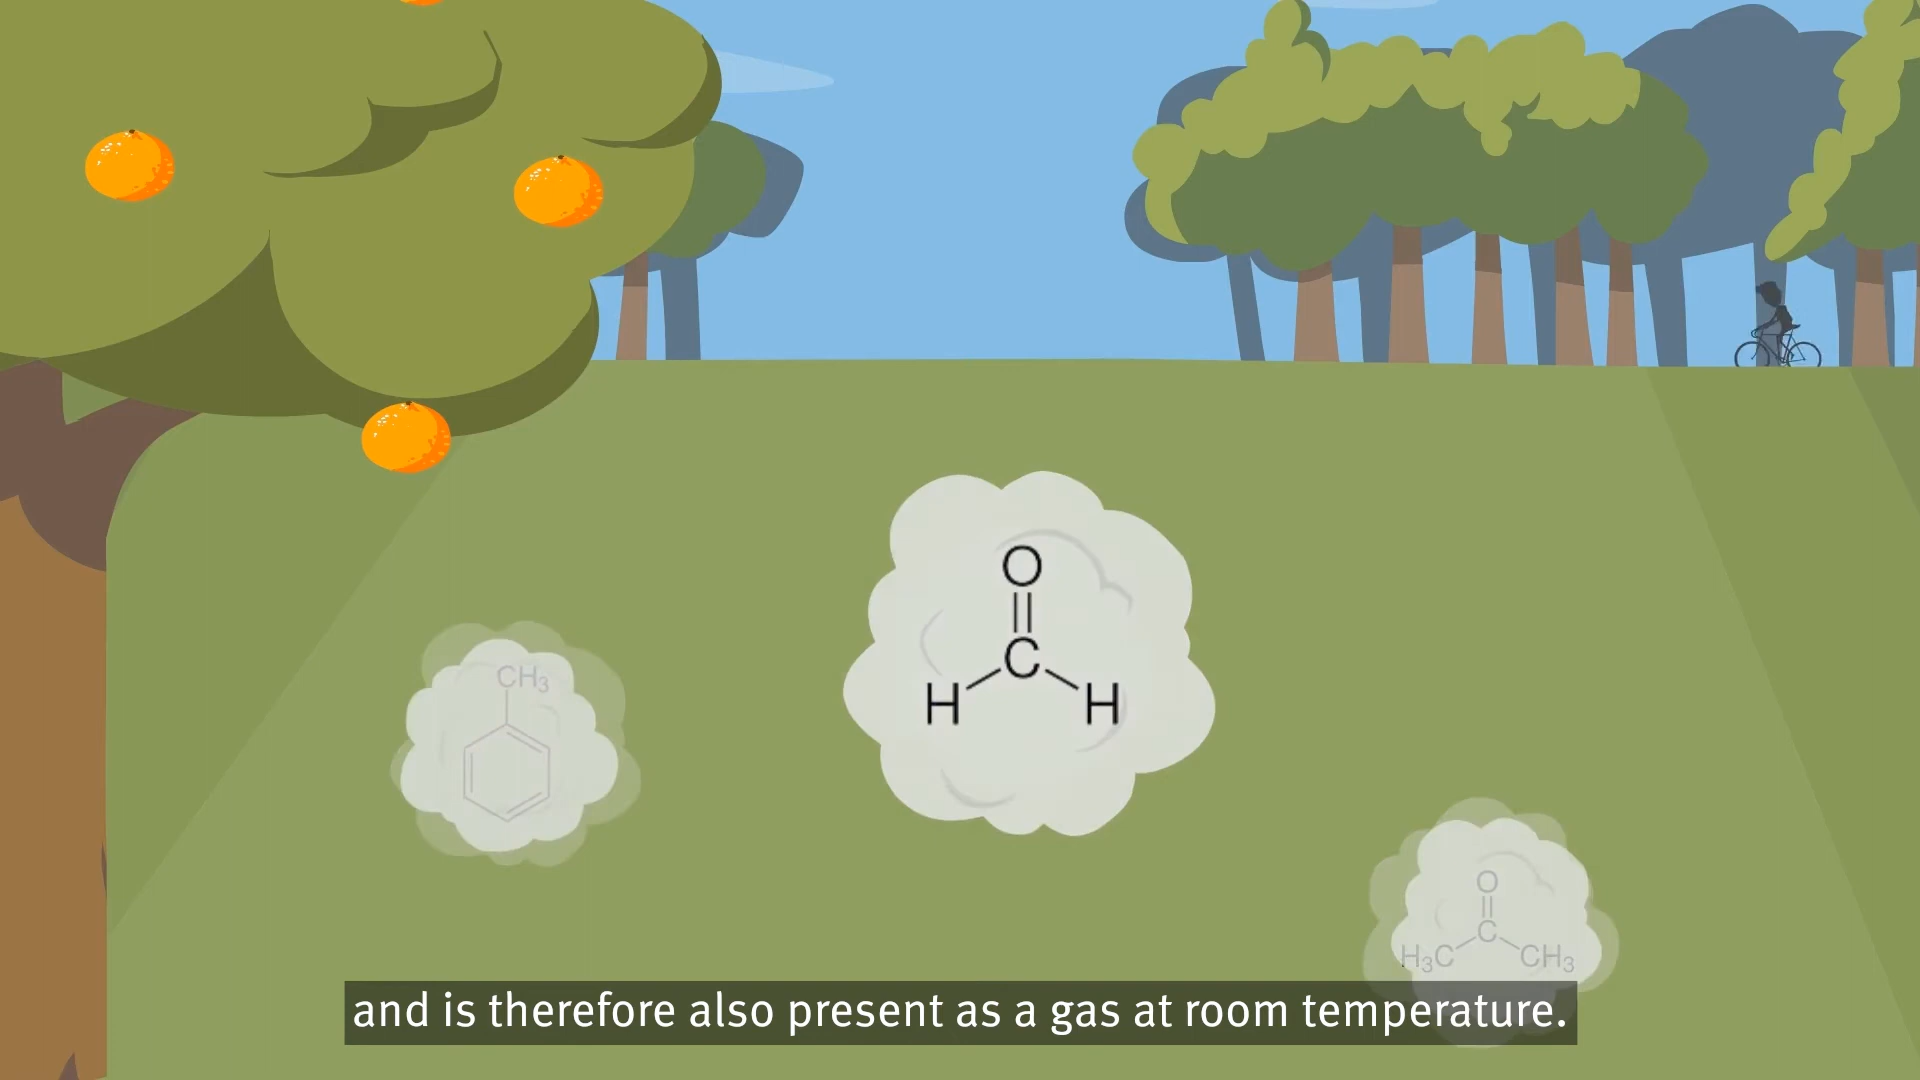 O
C
H H
CH₃
O
C
H₃C CH₃
and is therefore also present as a gas at room temperature.